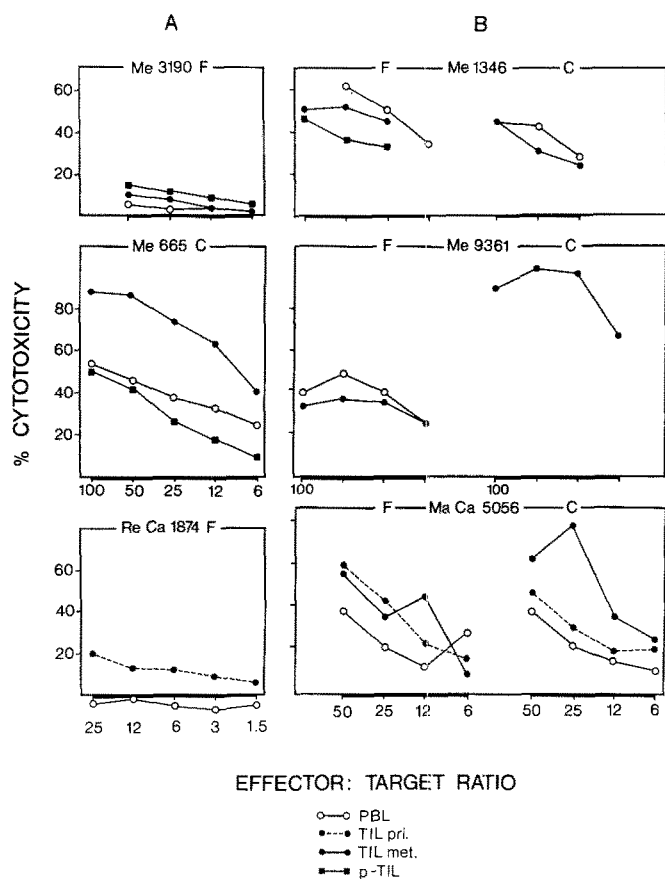 A
B
Me 3190 F
F Me 1346 C
60
40
20
Me 665 C
F Me 9361 C
% CYTOTOXICITY
80
60
40
20
100 50 25 12 6
100
100
Re Ca 1874 F
F Ma Ca 5056 C
60
40
20
25 12 6 3 1.5
50 25 12 6
50 25 12 6
EFFECTOR: TARGET RATIO
PBL
TIL pri.
TIL met.
p-TIL